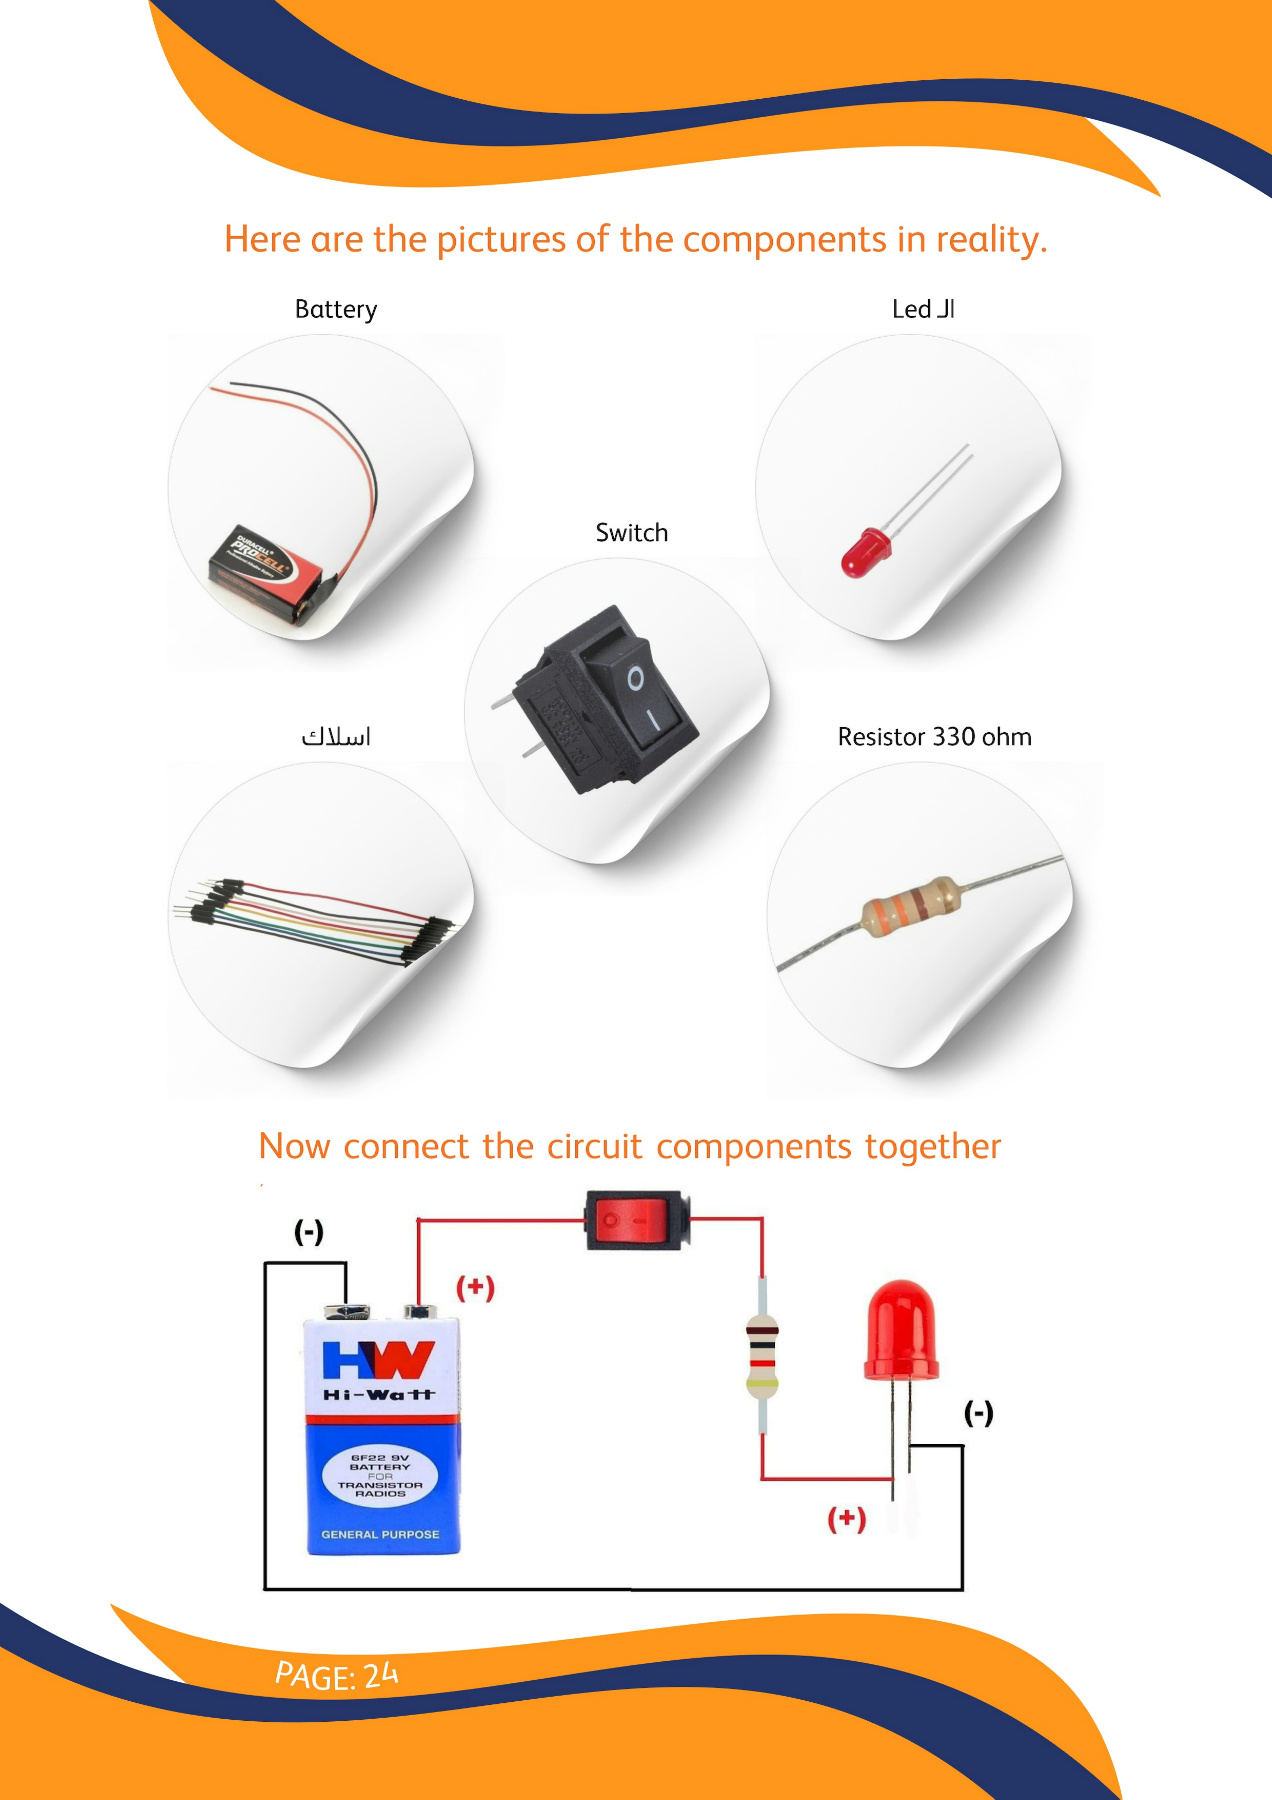 Here are the pictures of the components in reality.
Battery
Led الـ
DURACELL®
PROCELL®
Switch
اسلاك
Resistor 330 ohm
Now connect the circuit components together
(-)
(+)
HW
Hi-Watt
6F22 9V
BATTERY
FOR
TRANSISTOR
RADIOS
GENERAL PURPOSE
(-)
(+)
PAGE: 24